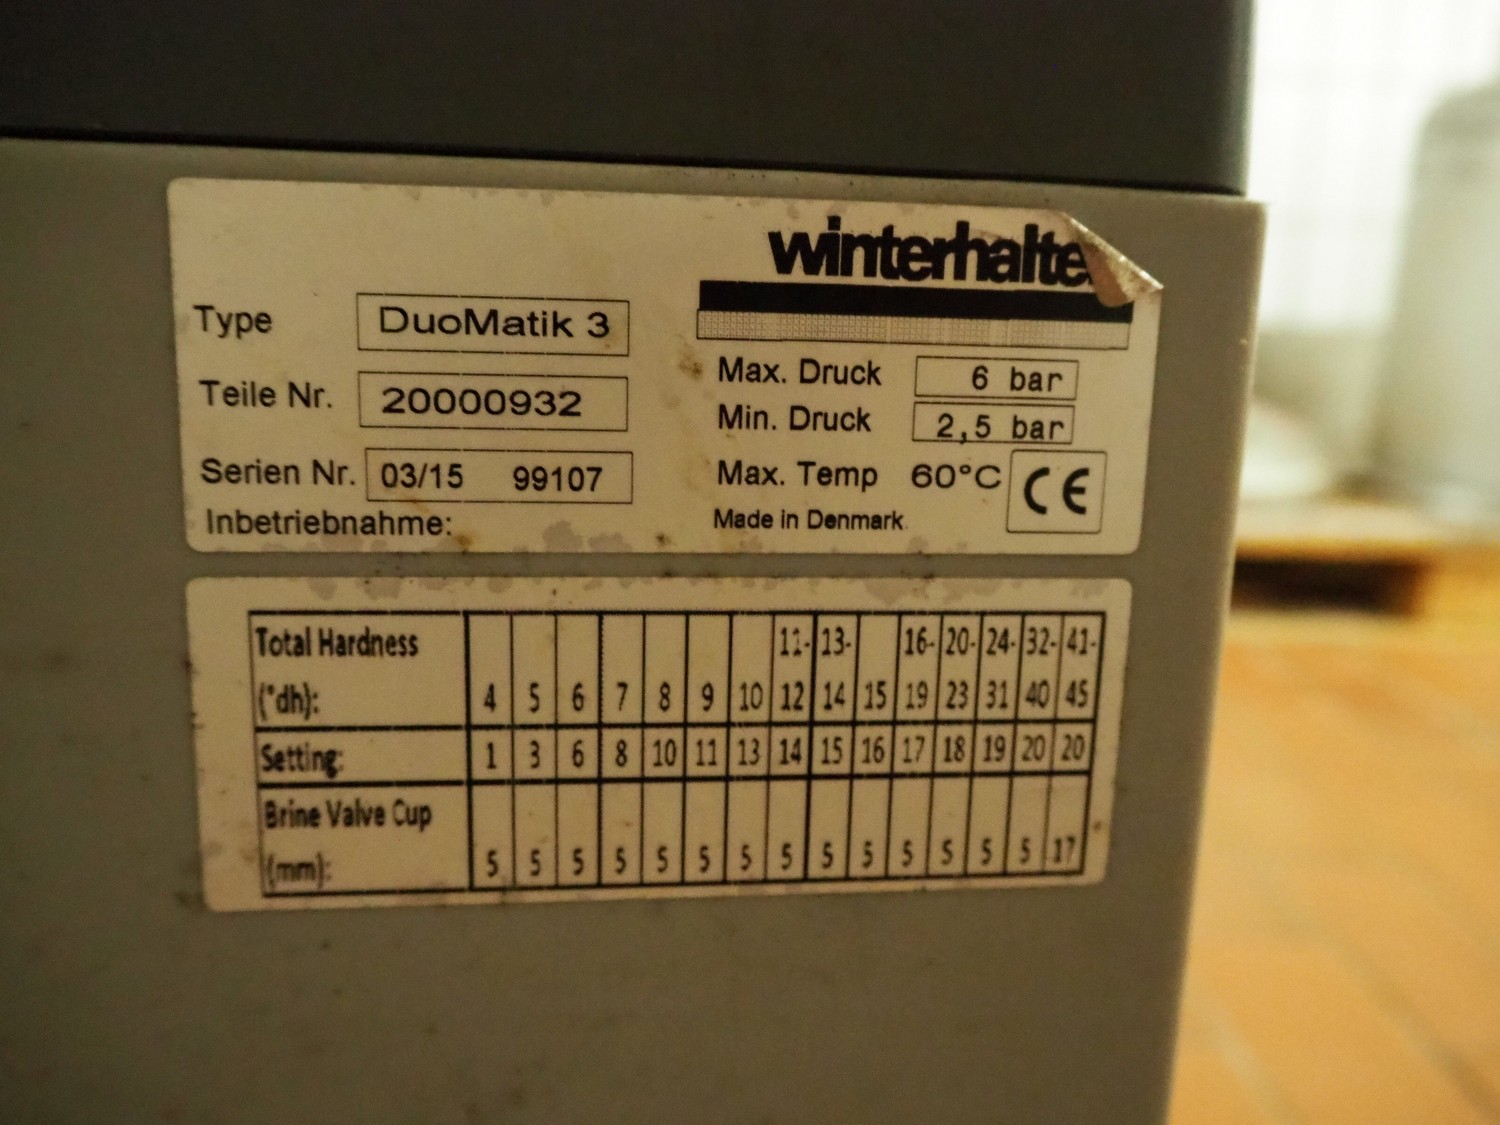 winterhalte
Type DuoMatik 3
Teile Nr. 20000932
Serien Nr. 03/15 99107
Inbetriebnahme:
Max. Druck 6 bar
Min. Druck 2,5 bar
Max. Temp 60°C CE
Made in Denmark
Total Hardness 11- 13- 16- 20- 24- 32- 41-
(°dh): 4 5 6 7 8 9 10 12 14 15 19 23 31 40 45
Setting: 1 3 6 8 10 11 13 14 15 16 17 18 19 20 20
Brine Valve Cup
(mm): 5 5 5 5 5 5 5 5 5 5 5 5 5 5 17